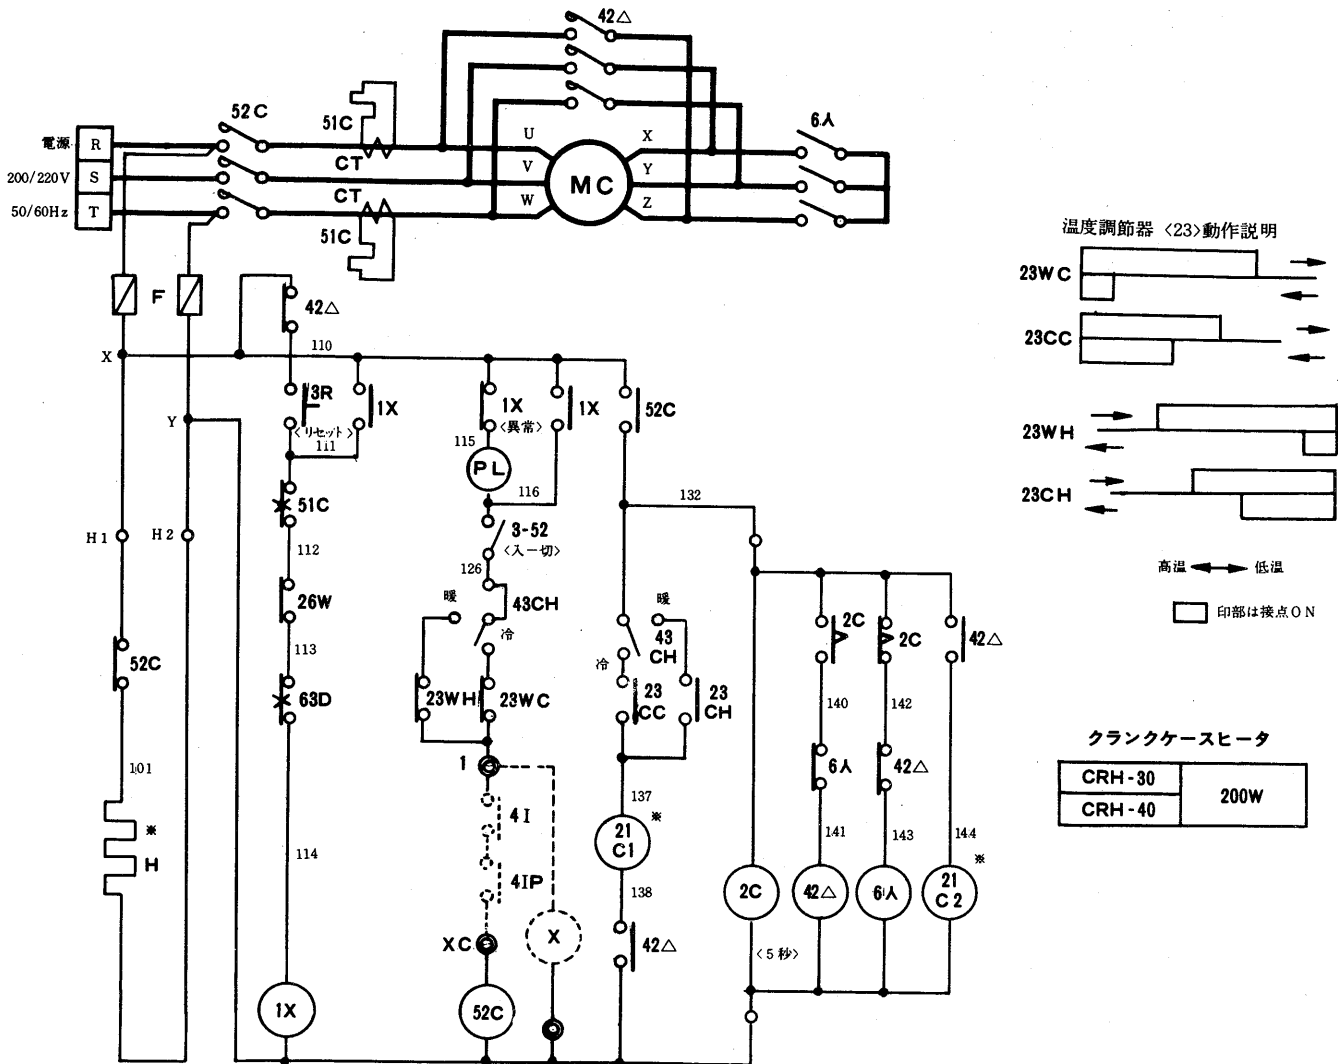 42△
52C
51C
6人
電源
R
U
X
CT
V
Y
200/220V
S
MC
CT
W
Z
50/60Hz
T
51C
温度調節器〈23〉動作説明
23WC
F
42△
23CC
X
110
3R
1X
1X
〈異常〉
1X
52C
Y
〈リセット〉
111
115
23WH
PL
23CH
116
132
51C
H1
H2
3-52
〈入-切〉
112
126
高温
低温
26W
暖
43CH
暖
2C
2C
42△
印部は接点ON
冷
43
CH
113
冷
52C
63D
23WH
23WC
23
CC
23
CH
140
142
クランクケースヒータ
1
6人
42△
101
CRH-30
200W
CRH-40
137
※
4I
※
21
C1
141
143
144
H
114
※
4IP
138
2C
42△
6人
21
C2
XC
X
42△
〈5秒〉
1X
52C